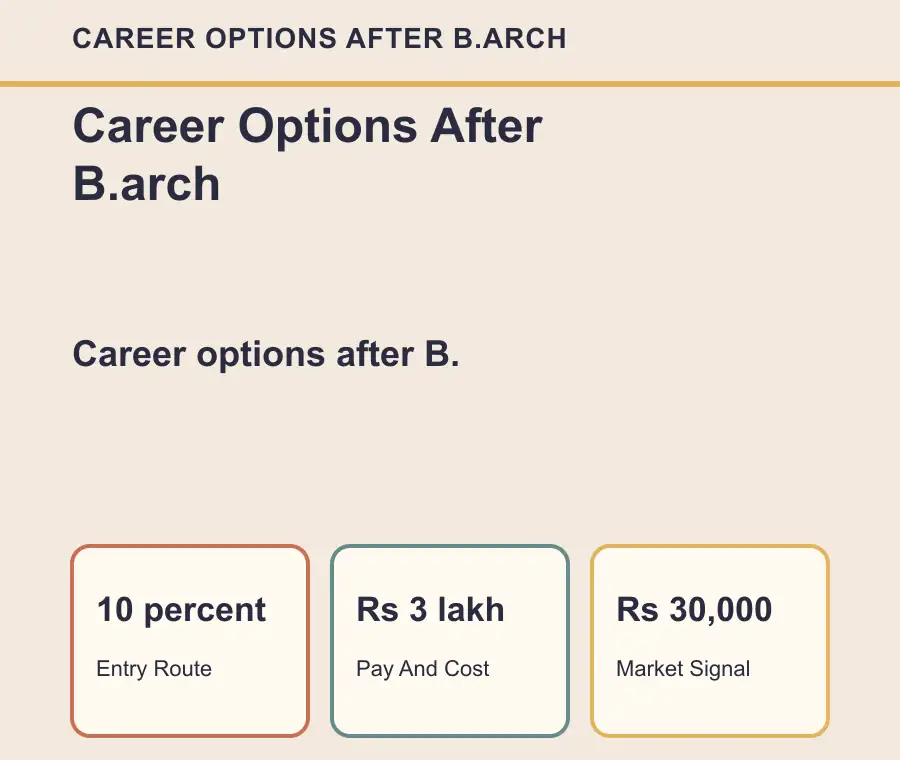 CAREER OPTIONS AFTER B.ARCH
Career Options After
B.arch
Career options after B.
10 percent
Entry Route
Rs 3 lakh
Pay And Cost
Rs 30,000
Market Signal